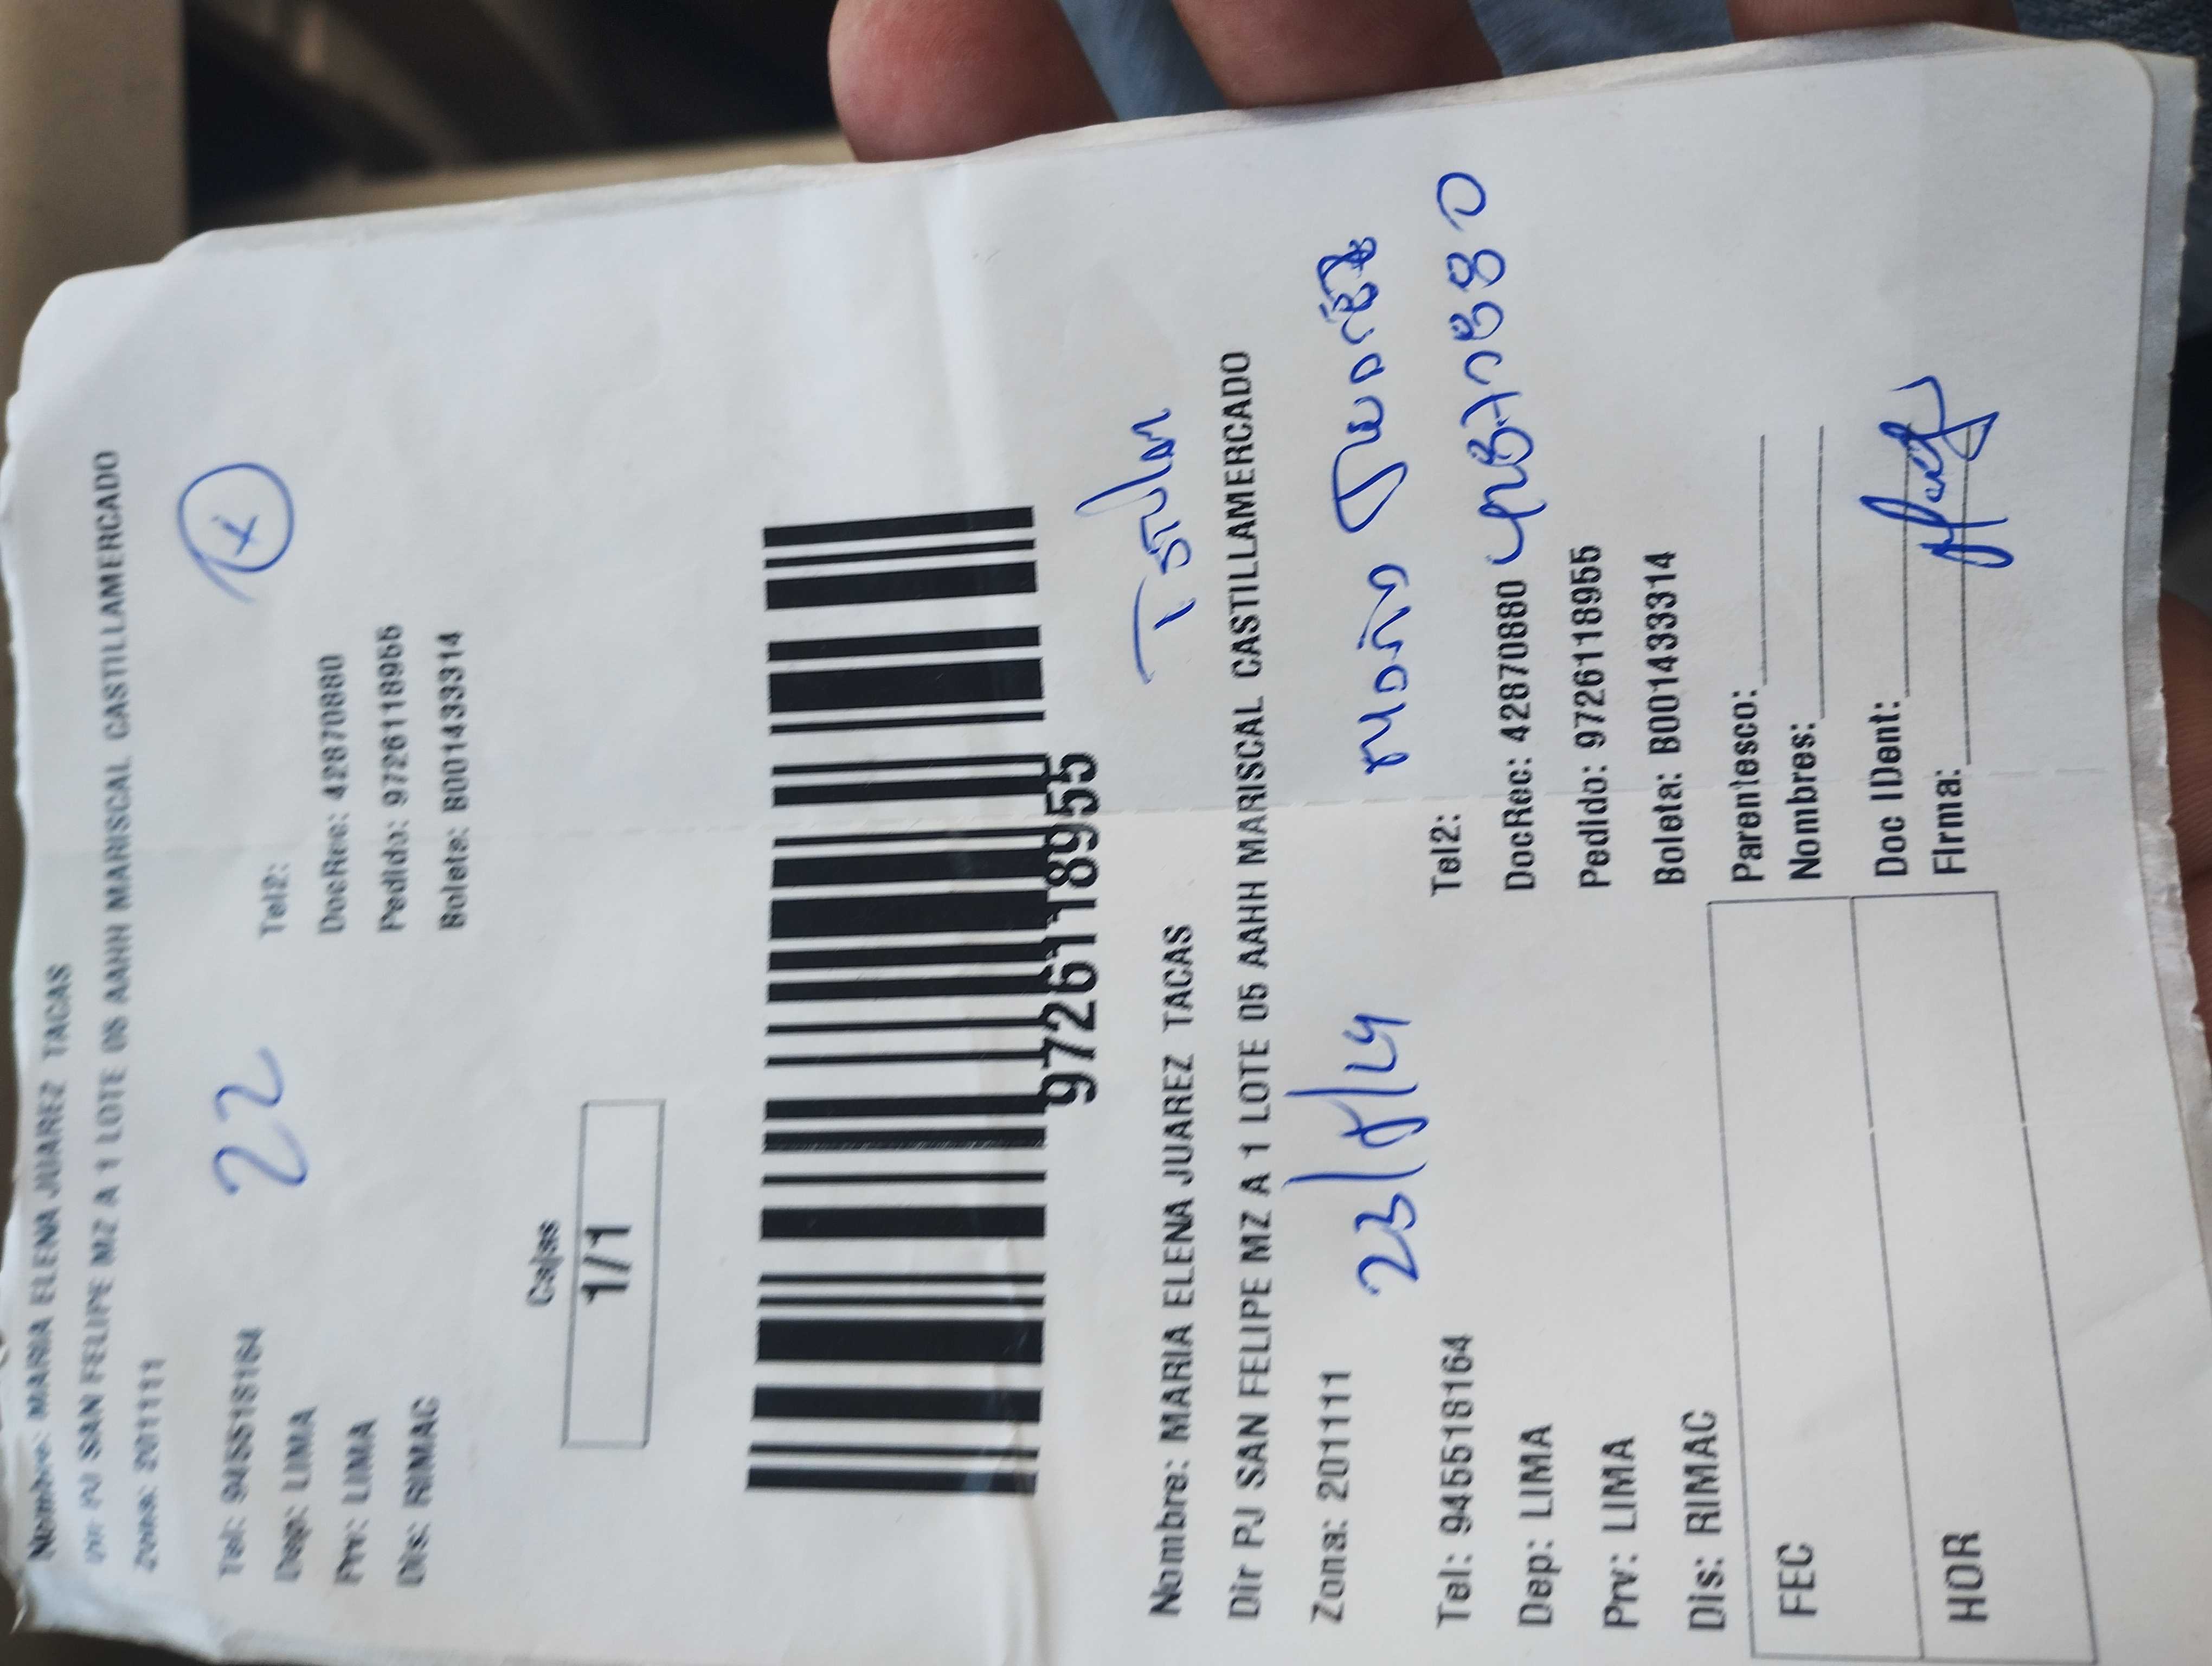 Nombre: MARIA ELENA JUAREZ TACAS
Dir PJ SAN FELIPE MZ A 1 LOTE 05 AAHH MARISCAL CASTILLAMERCADO
Zona: 201111
22
Tel: 945518164 Tel2:
Dep: LIMA DocRec: 42870880
Prv: LIMA Pedido: 9726118955
Dis: RIMAC Boleta: B001433314
Cajas
1/1
9726118955
Nombre: MARIA ELENA JUAREZ TACAS
Dir PJ SAN FELIPE MZ A 1 LOTE 05 AAHH MARISCAL CASTILLAMERCADO
Zona: 201111
Maria Juarez
Tel: 945518164 Tel2:
Dep: LIMA DocRec: 42870880 42870880
Prv: LIMA Pedido: 9726118955
Dis: RIMAC Boleta: B001433314
FEC Parentesco:
Nombres:
HOR Doc IDent:
Firma: